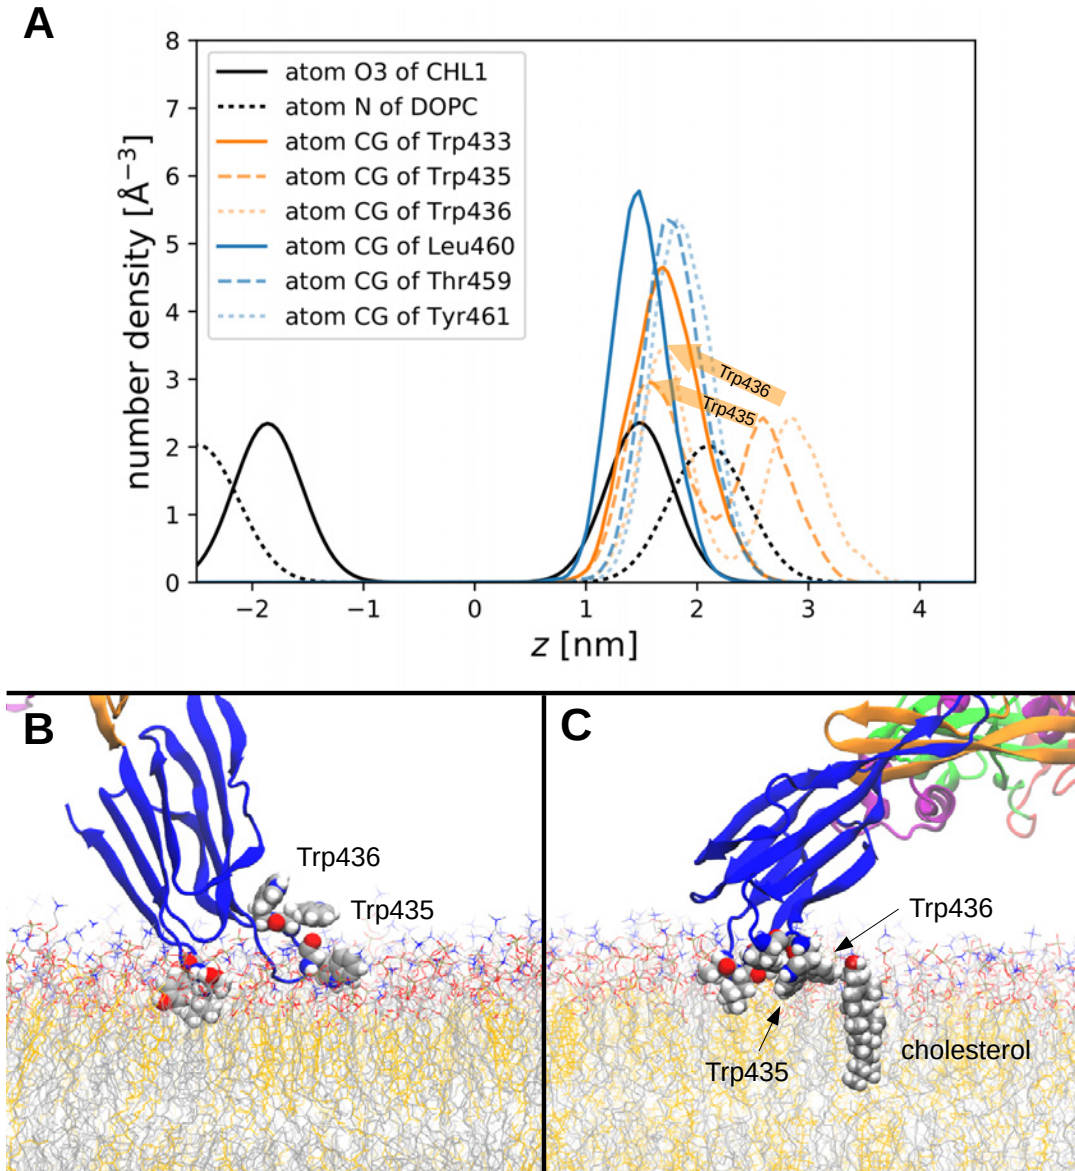 A
8
7
6
5
4
3
2
1
0
number density [Å⁻³]
atom O3 of CHL1
atom N of DOPC
atom CG of Trp433
atom CG of Trp435
atom CG of Trp436
atom CG of Leu460
atom CG of Thr459
atom CG of Tyr461
Trp436
Trp435
−2 −1 0 1 2 3 4
z [nm]
B
Trp436
Trp435
C
Trp436
Trp435
cholesterol